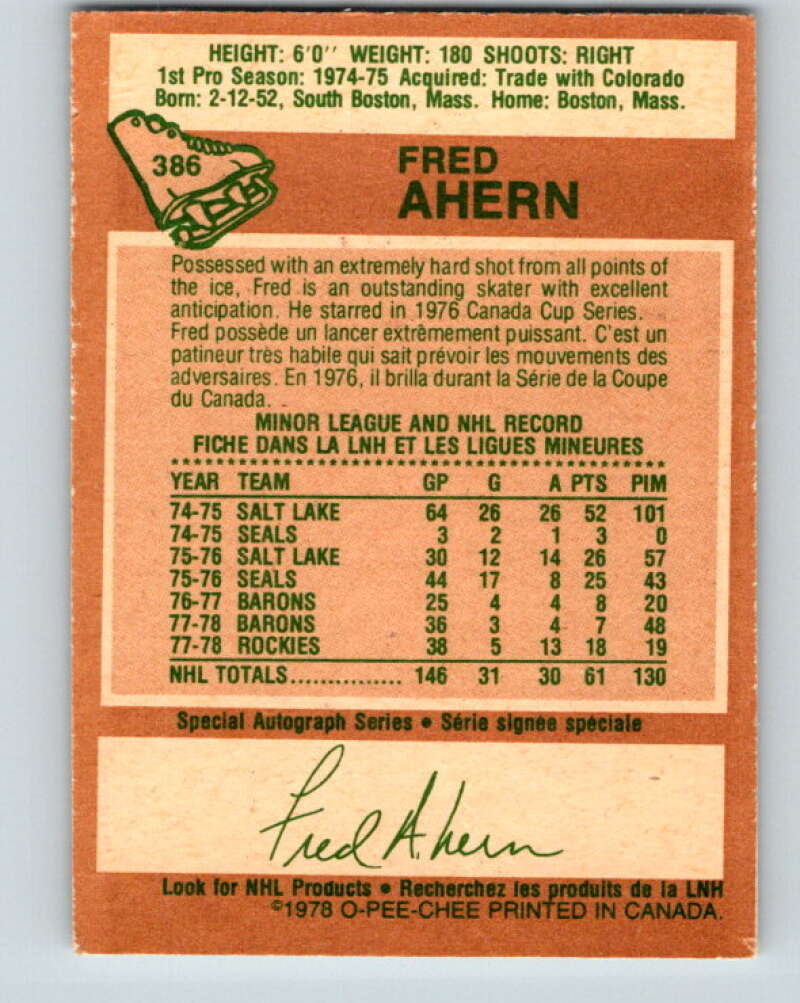 HEIGHT: 6'0'' WEIGHT: 180 SHOOTS: RIGHT
1st Pro Season: 1974-75 Acquired: Trade with Colorado
Born: 2-12-52, South Boston, Mass. Home: Boston, Mass.
386
FRED
AHERN
Possessed with an extremely hard shot from all points of
the ice, Fred is an outstanding skater with excellent
anticipation. He starred in 1976 Canada Cup Series.
Fred possède un lancer extrêmement puissant. C'est un
patineur très habile qui sait prévoir les mouvements des
adversaires. En 1976, il brilla durant la Série de la Coupe
du Canada.
MINOR LEAGUE AND NHL RECORD
FICHE DANS LA LNH ET LES LIGUES MINEURES
YEAR TEAM GP G A PTS PIM
74-75 SALT LAKE 64 26 26 52 101
74-75 SEALS 3 2 1 3 0
75-76 SALT LAKE 30 12 14 26 57
75-76 SEALS 44 17 8 25 43
76-77 BARONS 25 4 4 8 20
77-78 BARONS 36 3 4 7 48
77-78 ROCKIES 38 5 13 18 19
NHL TOTALS............... 146 31 30 61 130
Special Autograph Series • Série signée spéciale
Fred Ahern
Look for NHL Products • Recherchez les produits de la LNH
©1978 O-PEE-CHEE PRINTED IN CANADA.